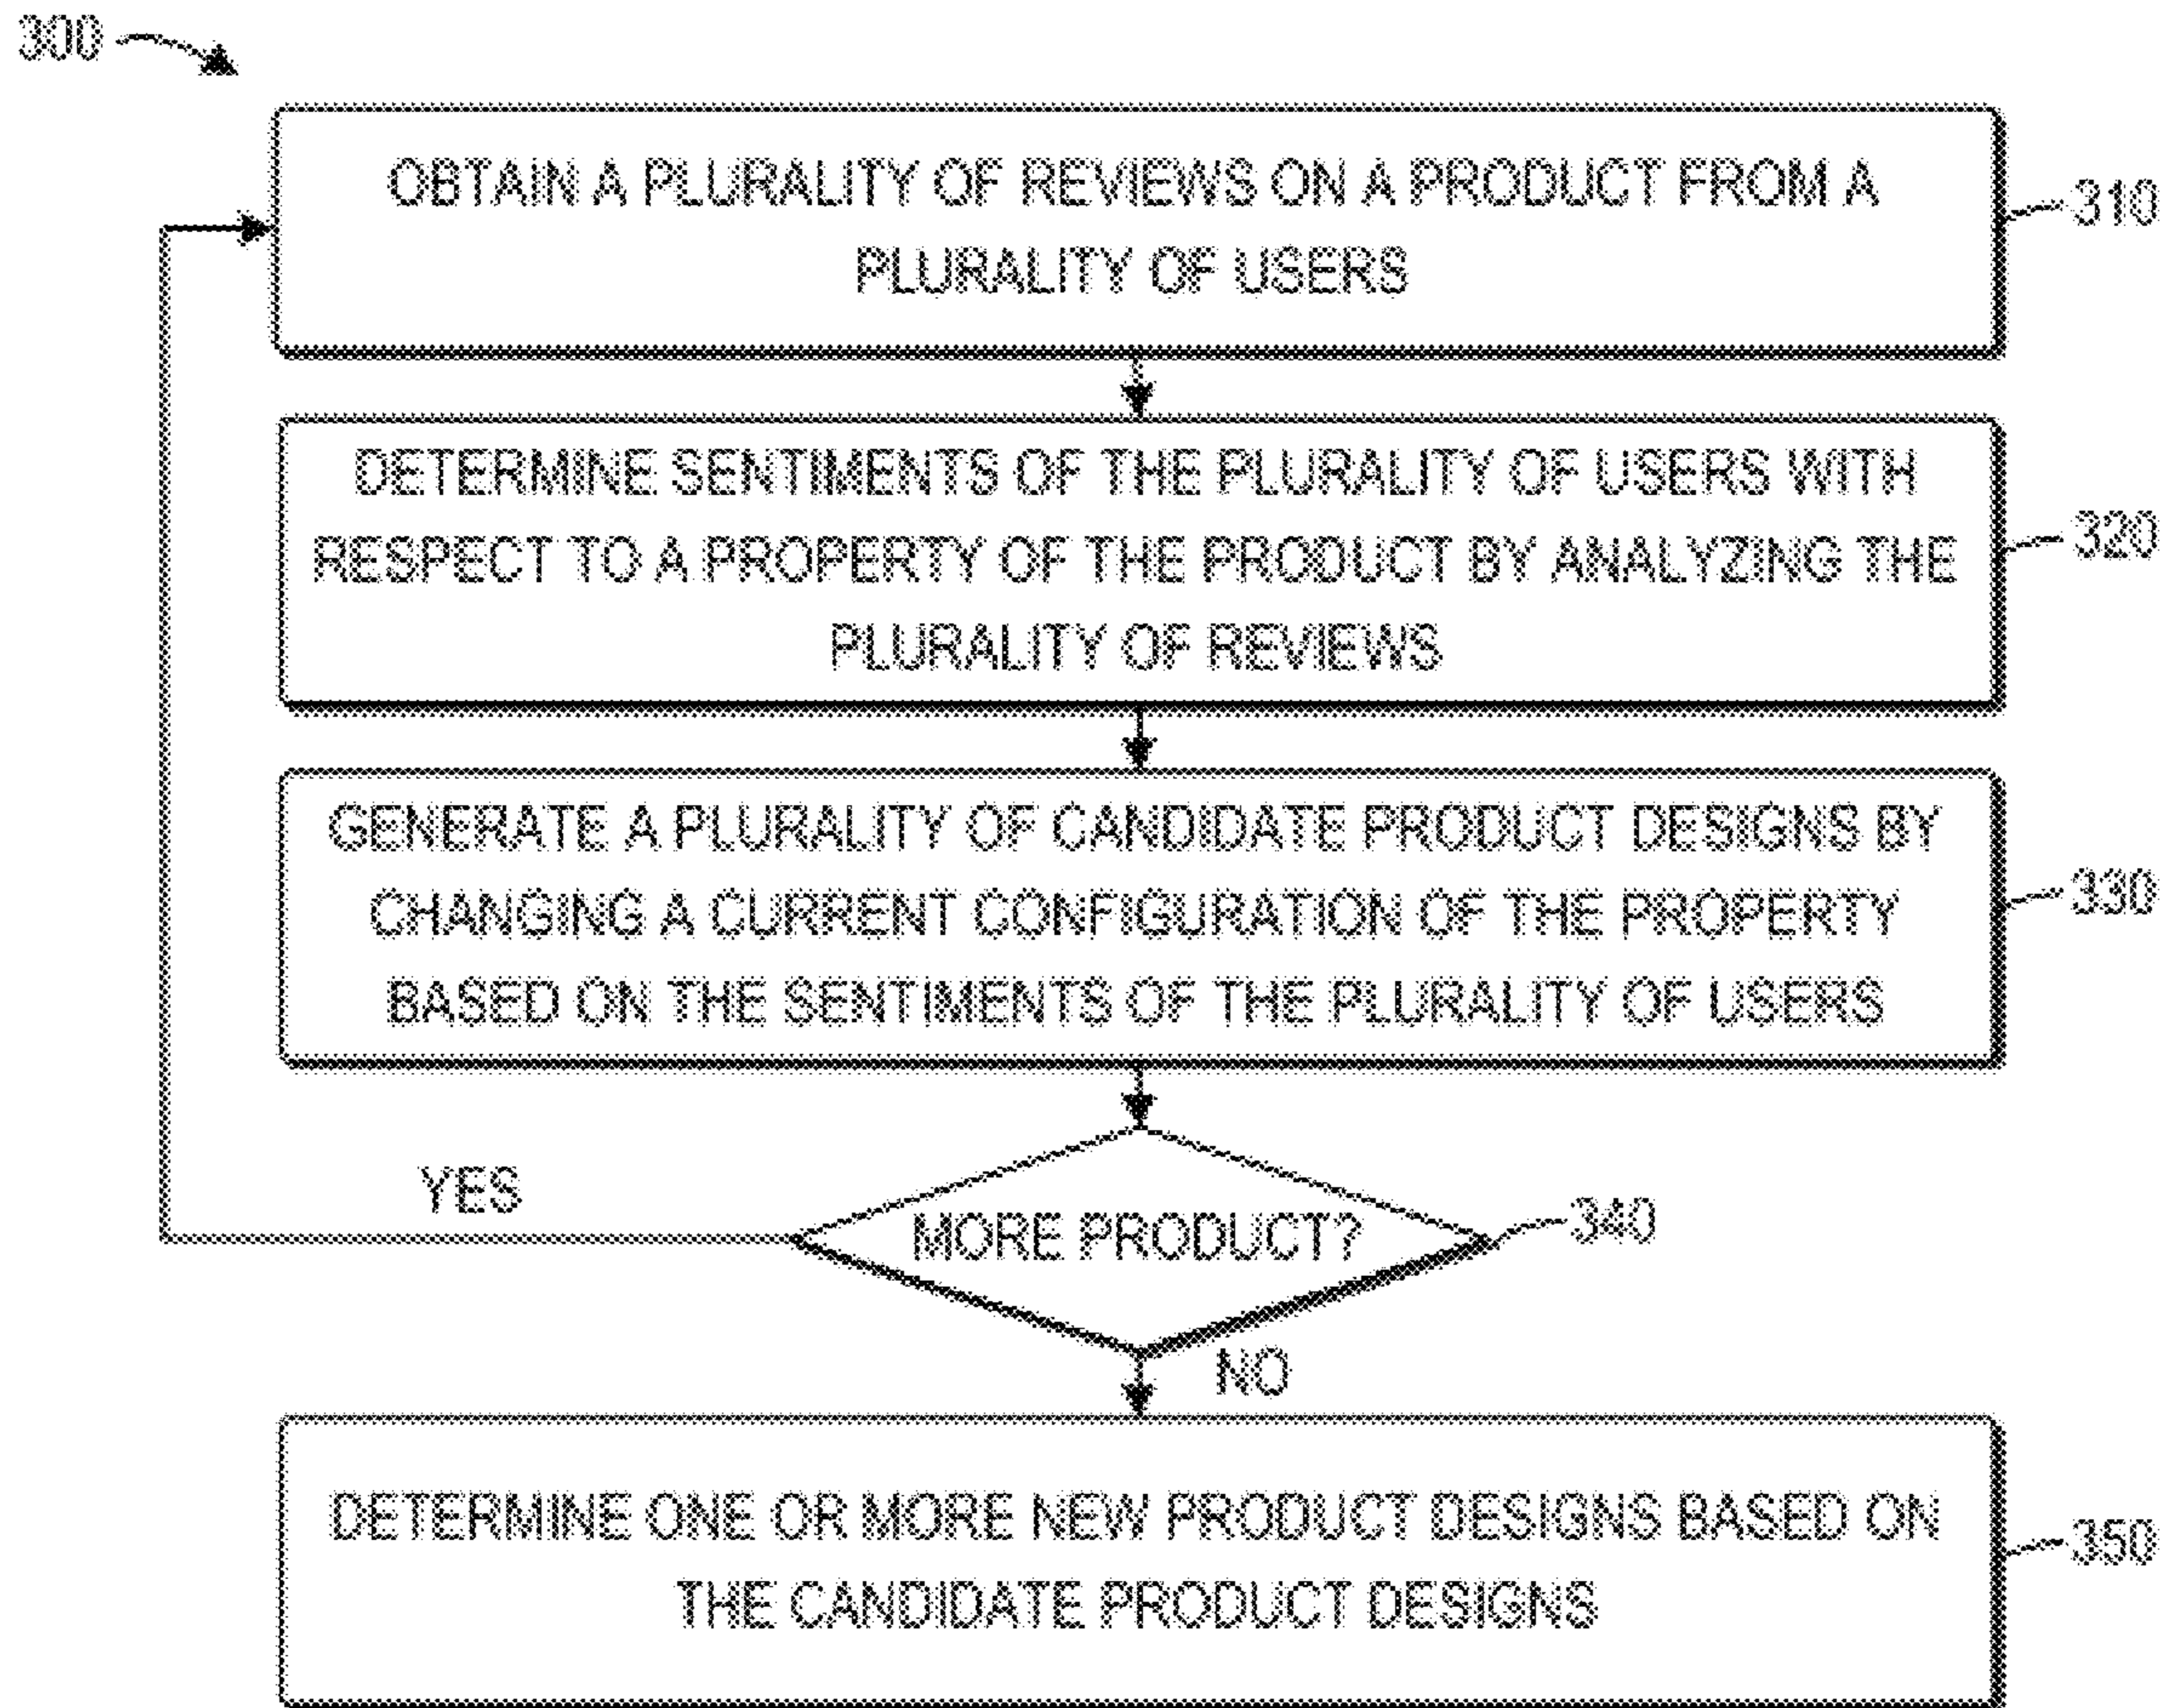 300
OBTAIN A PLURALITY OF REVIEWS ON A PRODUCT FROM A
PLURALITY OF USERS
310
DETERMINE SENTIMENTS OF THE PLURALITY OF USERS WITH
RESPECT TO A PROPERTY OF THE PRODUCT BY ANALYZING THE
PLURALITY OF REVIEWS
320
GENERATE A PLURALITY OF CANDIDATE PRODUCT DESIGNS BY
CHANGING A CURRENT CONFIGURATION OF THE PROPERTY
BASED ON THE SENTIMENTS OF THE PLURALITY OF USERS
330
YES
MORE PRODUCT?
340
NO
DETERMINE ONE OR MORE NEW PRODUCT DESIGNS BASED ON
THE CANDIDATE PRODUCT DESIGNS
350